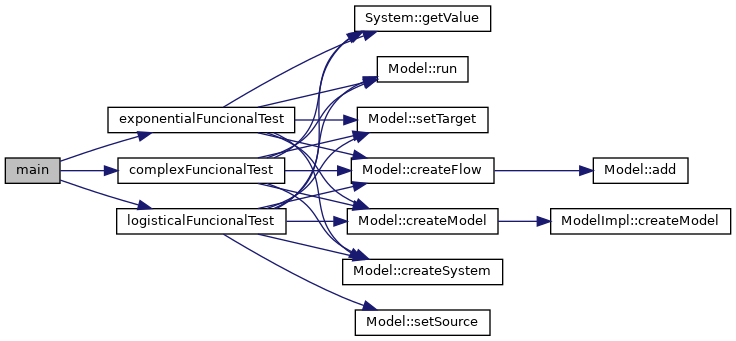 System::getValue
Model::run
exponentialFuncionalTest
Model::setTarget
main
complexFuncionalTest
Model::createFlow
Model::add
logisticalFuncionalTest
Model::createModel
ModelImpl::createModel
Model::createSystem
Model::setSource